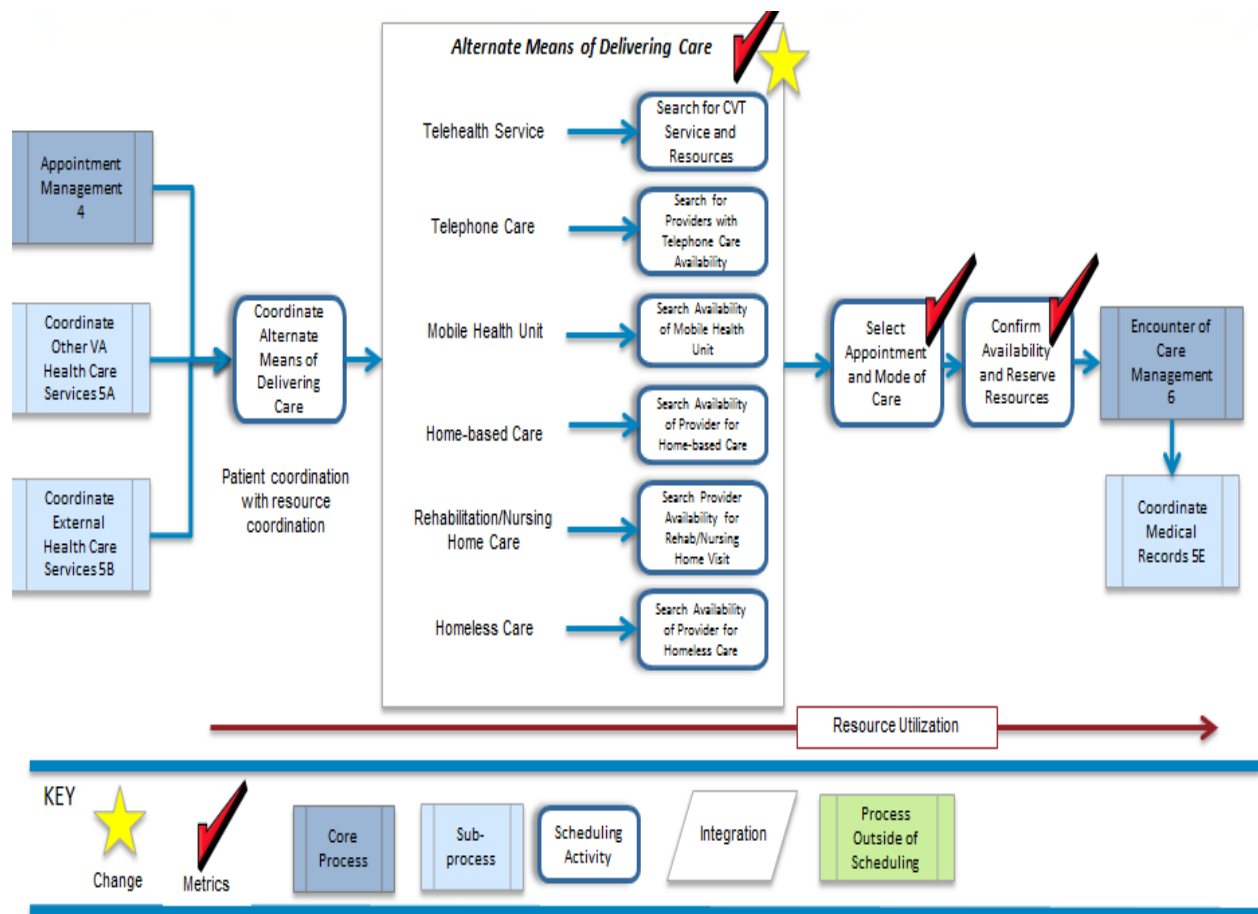 Alternate Means of Delivering Care
Appointment
Management
4
Coordinate
Other VA
Health Care
Services 5A
Coordinate
External
Health Care
Services 5B
Coordinate
Alternate
Means of
Delivering
Care
Patient coordination
with resource
coordination
Telehealth Service
Search for CVT
Service and
Resources
Telephone Care
Search for
Providers with
Telephone Care
Availability
Mobile Health Unit
Search Availability
of Mobile Health
Unit
Home-based Care
Search Availability
of Provider for
Home-based Care
Rehabilitation/Nursing
Home Care
Search Provider
Availability for
Rehab/Nursing
Home Visit
Homeless Care
Search Availability
of Provider for
Homeless Care
Select
Appointment
and Mode of
Care
Confirm
Availability
and Reserve
Resources
Encounter of
Care
Management
6
Coordinate
Medical
Records 5E
Resource Utilization
KEY
Change
Metrics
Core
Process
Sub-
process
Scheduling
Activity
Integration
Process
Outside of
Scheduling